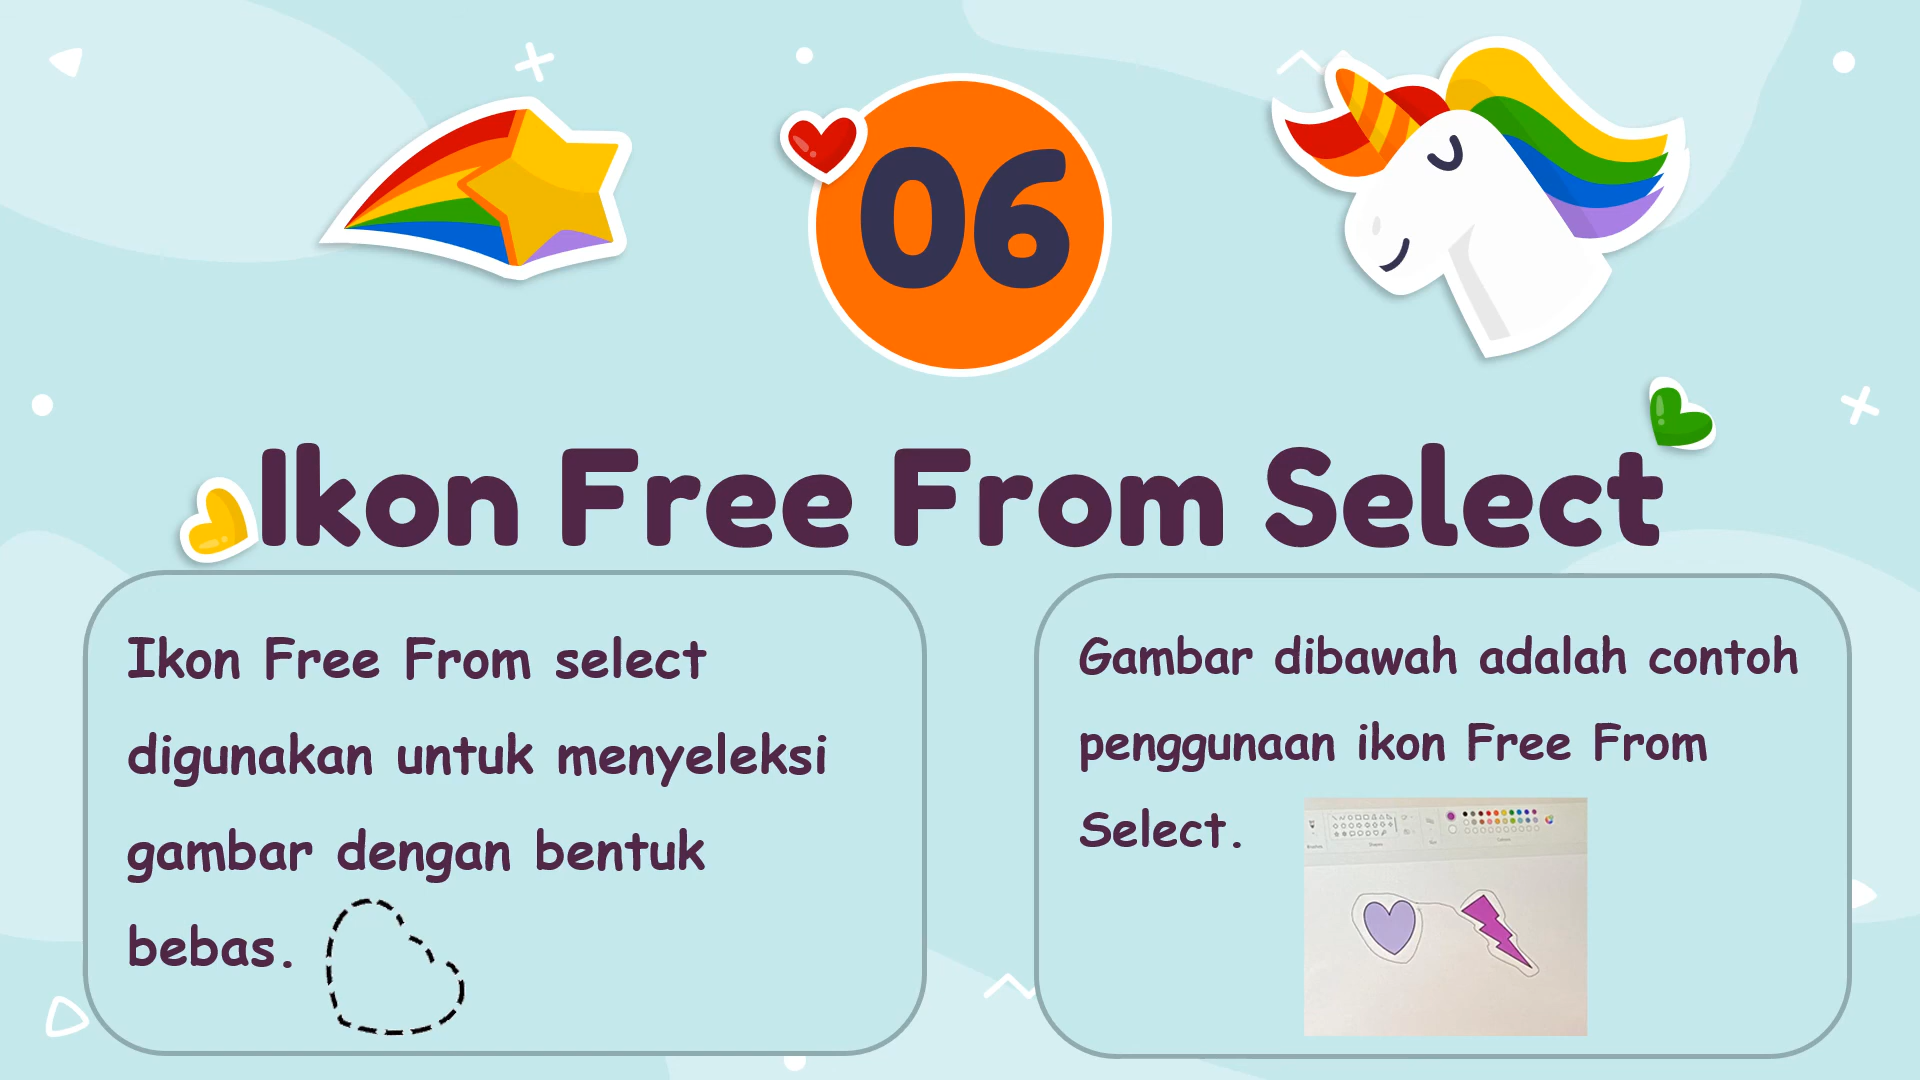 06
Ikon Free From Select
Ikon Free From select
digunakan untuk menyeleksi
gambar dengan bentuk
bebas.
Gambar dibawah adalah contoh
penggunaan ikon Free From
Select.